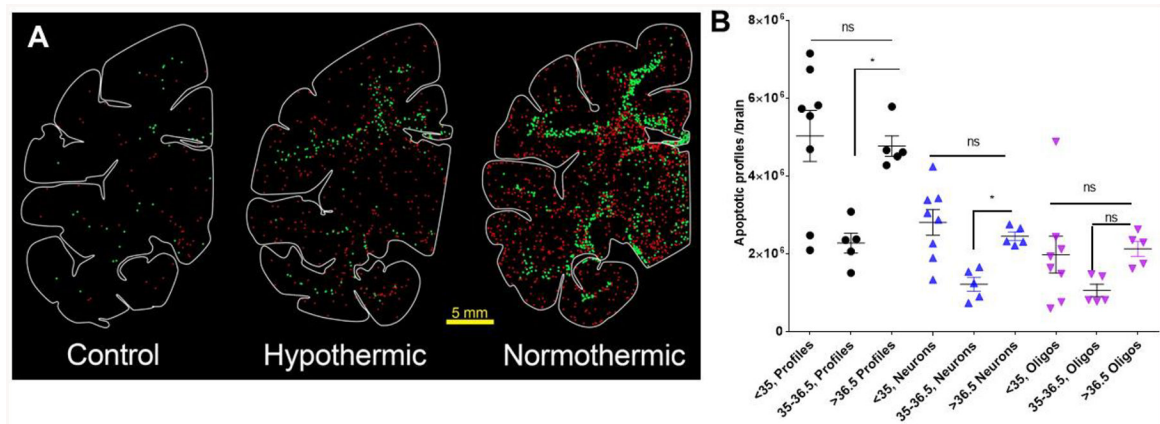 A
5 mm
Control
Hypothermic
Normothermic
B
Apoptotic profiles /brain
8×10⁶
6×10⁶
4×10⁶
2×10⁶
0
ns
*
ns
*
ns
ns
<35, Profiles
35-36.5, Profiles
>36.5 Profiles
<35, Neurons
35-36.5, Neurons
>36.5 Neurons
<35, Oligos
35-36.5, Oligos
>36.5 Oligos